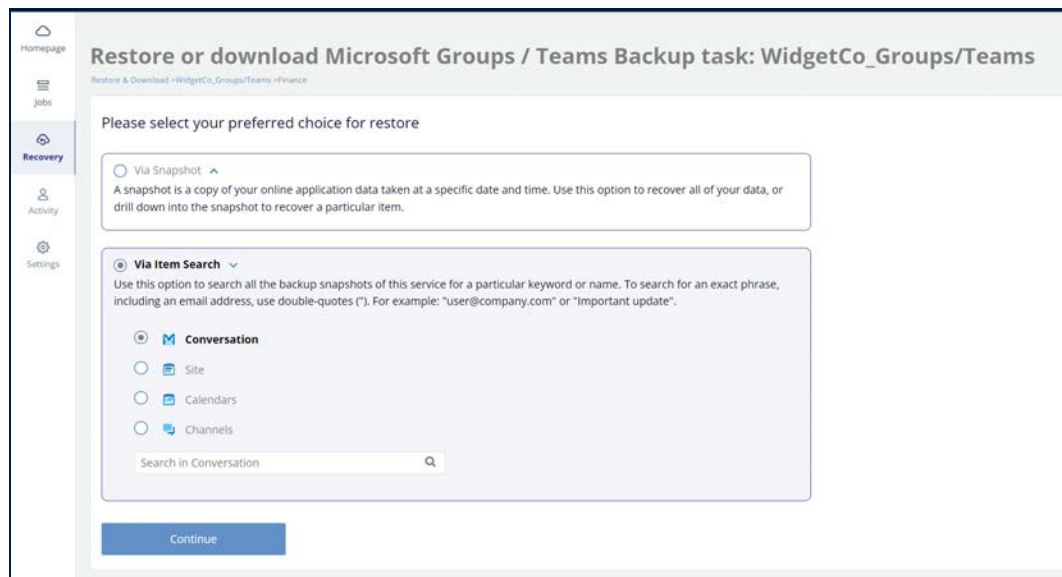 Homepage
Jobs
Recovery
Activity
Settings
Restore or download Microsoft Groups / Teams Backup task: WidgetCo_Groups/Teams
Restore & Download >WidgetCo_Groups/Teams >Finance
Please select your preferred choice for restore
Via Snapshot
A snapshot is a copy of your online application data taken at a specific date and time. Use this option to recover all of your data, or
drill down into the snapshot to recover a particular item.
Via Item Search
Use this option to search all the backup snapshots of this service for a particular keyword or name. To search for an exact phrase,
including an email address, use double-quotes ("). For example: "user@company.com" or "Important update".
Conversation
Site
Calendars
Channels
Search in Conversation
Continue